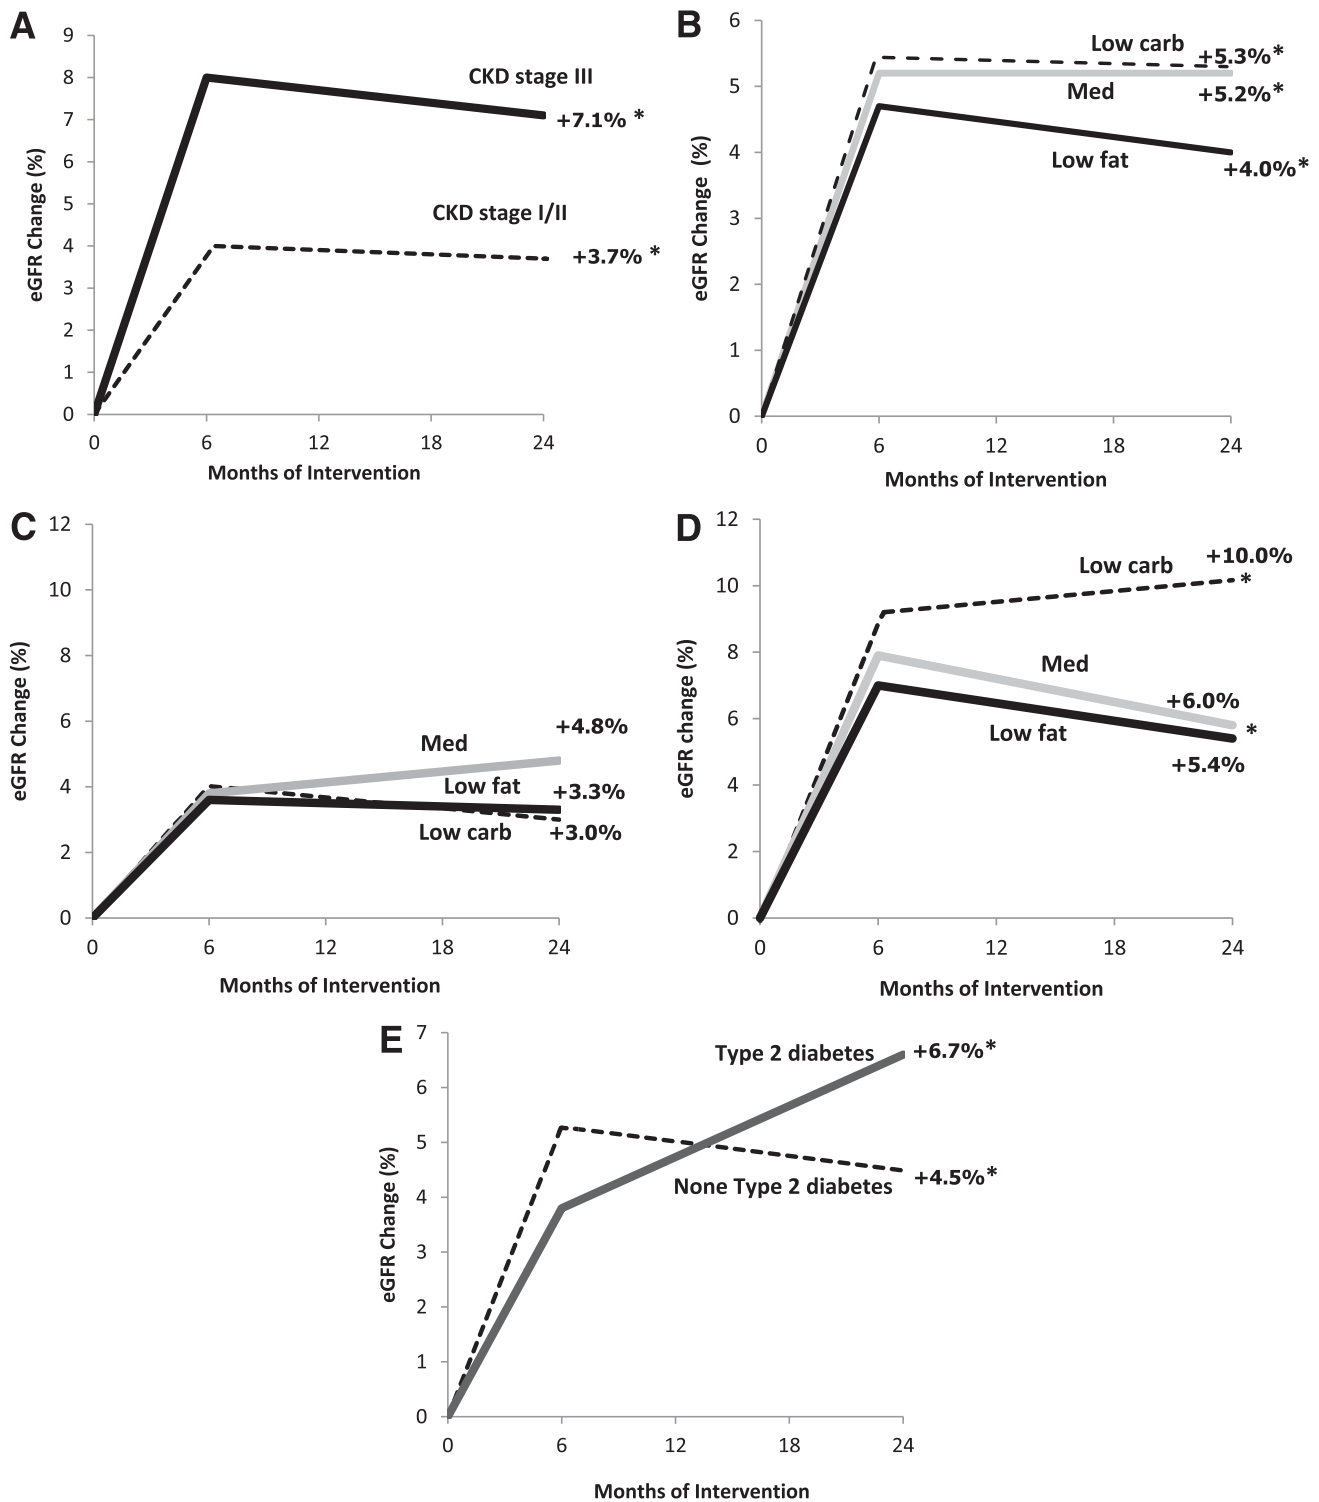 A
eGFR Change (%)
9
8
7
6
5
4
3
2
1
0
CKD stage III
+7.1% *
CKD stage I/II
+3.7% *
0 6 12 18 24
Months of Intervention
B
eGFR Change (%)
6
5
4
3
2
1
0
Low carb
+5.3%*
Med
+5.2%*
Low fat
+4.0%*
0 6 12 18 24
Months of Intervention
C
eGFR Change (%)
12
10
8
6
4
2
0
Med
+4.8%
Low fat
+3.3%
Low carb
+3.0%
0 6 12 18 24
Months of Intervention
D
eGFR change (%)
12
10
8
6
4
2
0
Low carb
+10.0%
*
Med
+6.0%
*
Low fat
+5.4%
0 6 12 18 24
Months of Intervention
E
eGFR Change (%)
7
6
5
4
3
2
1
0
Type 2 diabetes
+6.7%*
None Type 2 diabetes
+4.5%*
0 6 12 18 24
Months of Intervention